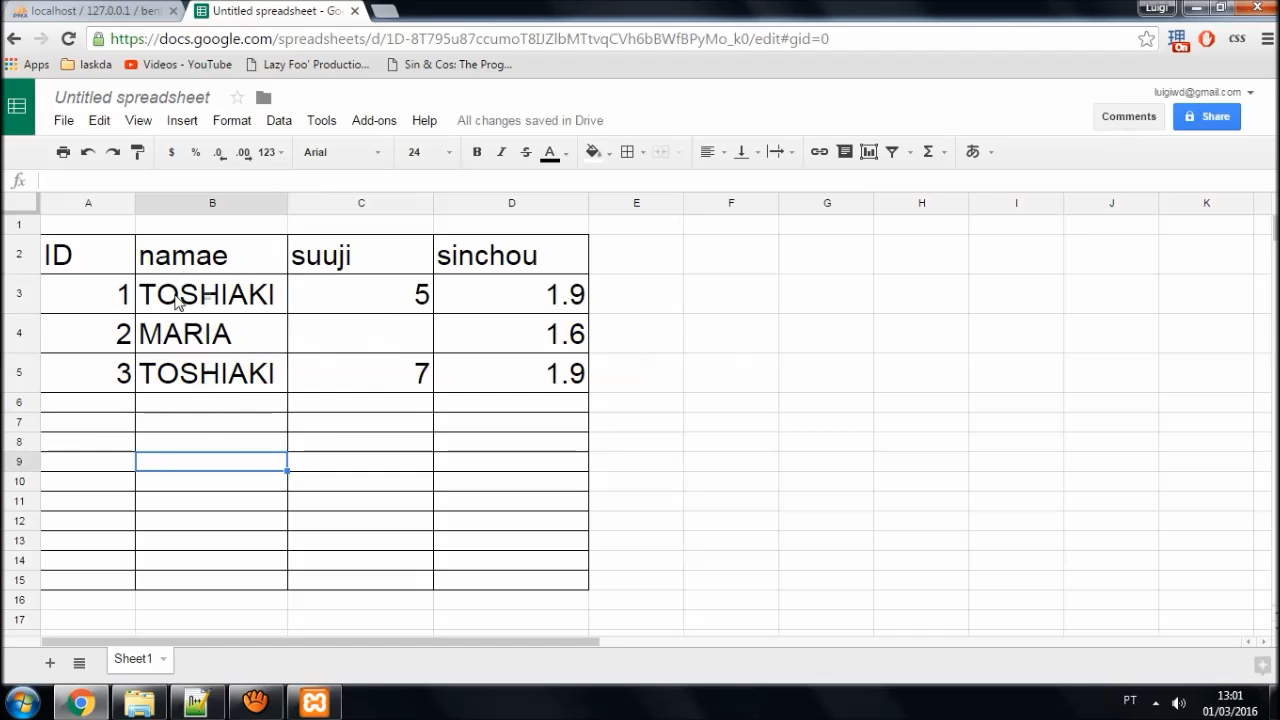 localhost / 127.0.0.1 / ben
Untitled spreadsheet - Go
Luigi
https://docs.google.com/spreadsheets/d/1D-8T795u87ccumoT8JJZlbMTtvqCVh6bBWfBPyMo_k0/edit#gid=0
On
css
Apps
laskda
Videos - YouTube
Lazy Foo' Productio...
Sin & Cos: The Prog...
Untitled spreadsheet
luigiwd@gmail.com
File Edit View Insert Format Data Tools Add-ons Help All changes saved in Drive
Comments
Share
$ % .0 .00 123 Arial 24 B I S A Σ あ
fx
A B C D E F G H I J K
1
2 ID namae suuji sinchou
3 1 TOSHIAKI 5 1.9
4 2 MARIA 1.6
5 3 TOSHIAKI 7 1.9
6
7
8
9
10
11
12
13
14
15
16
17
Sheet1
PT
13:01
01/03/2016